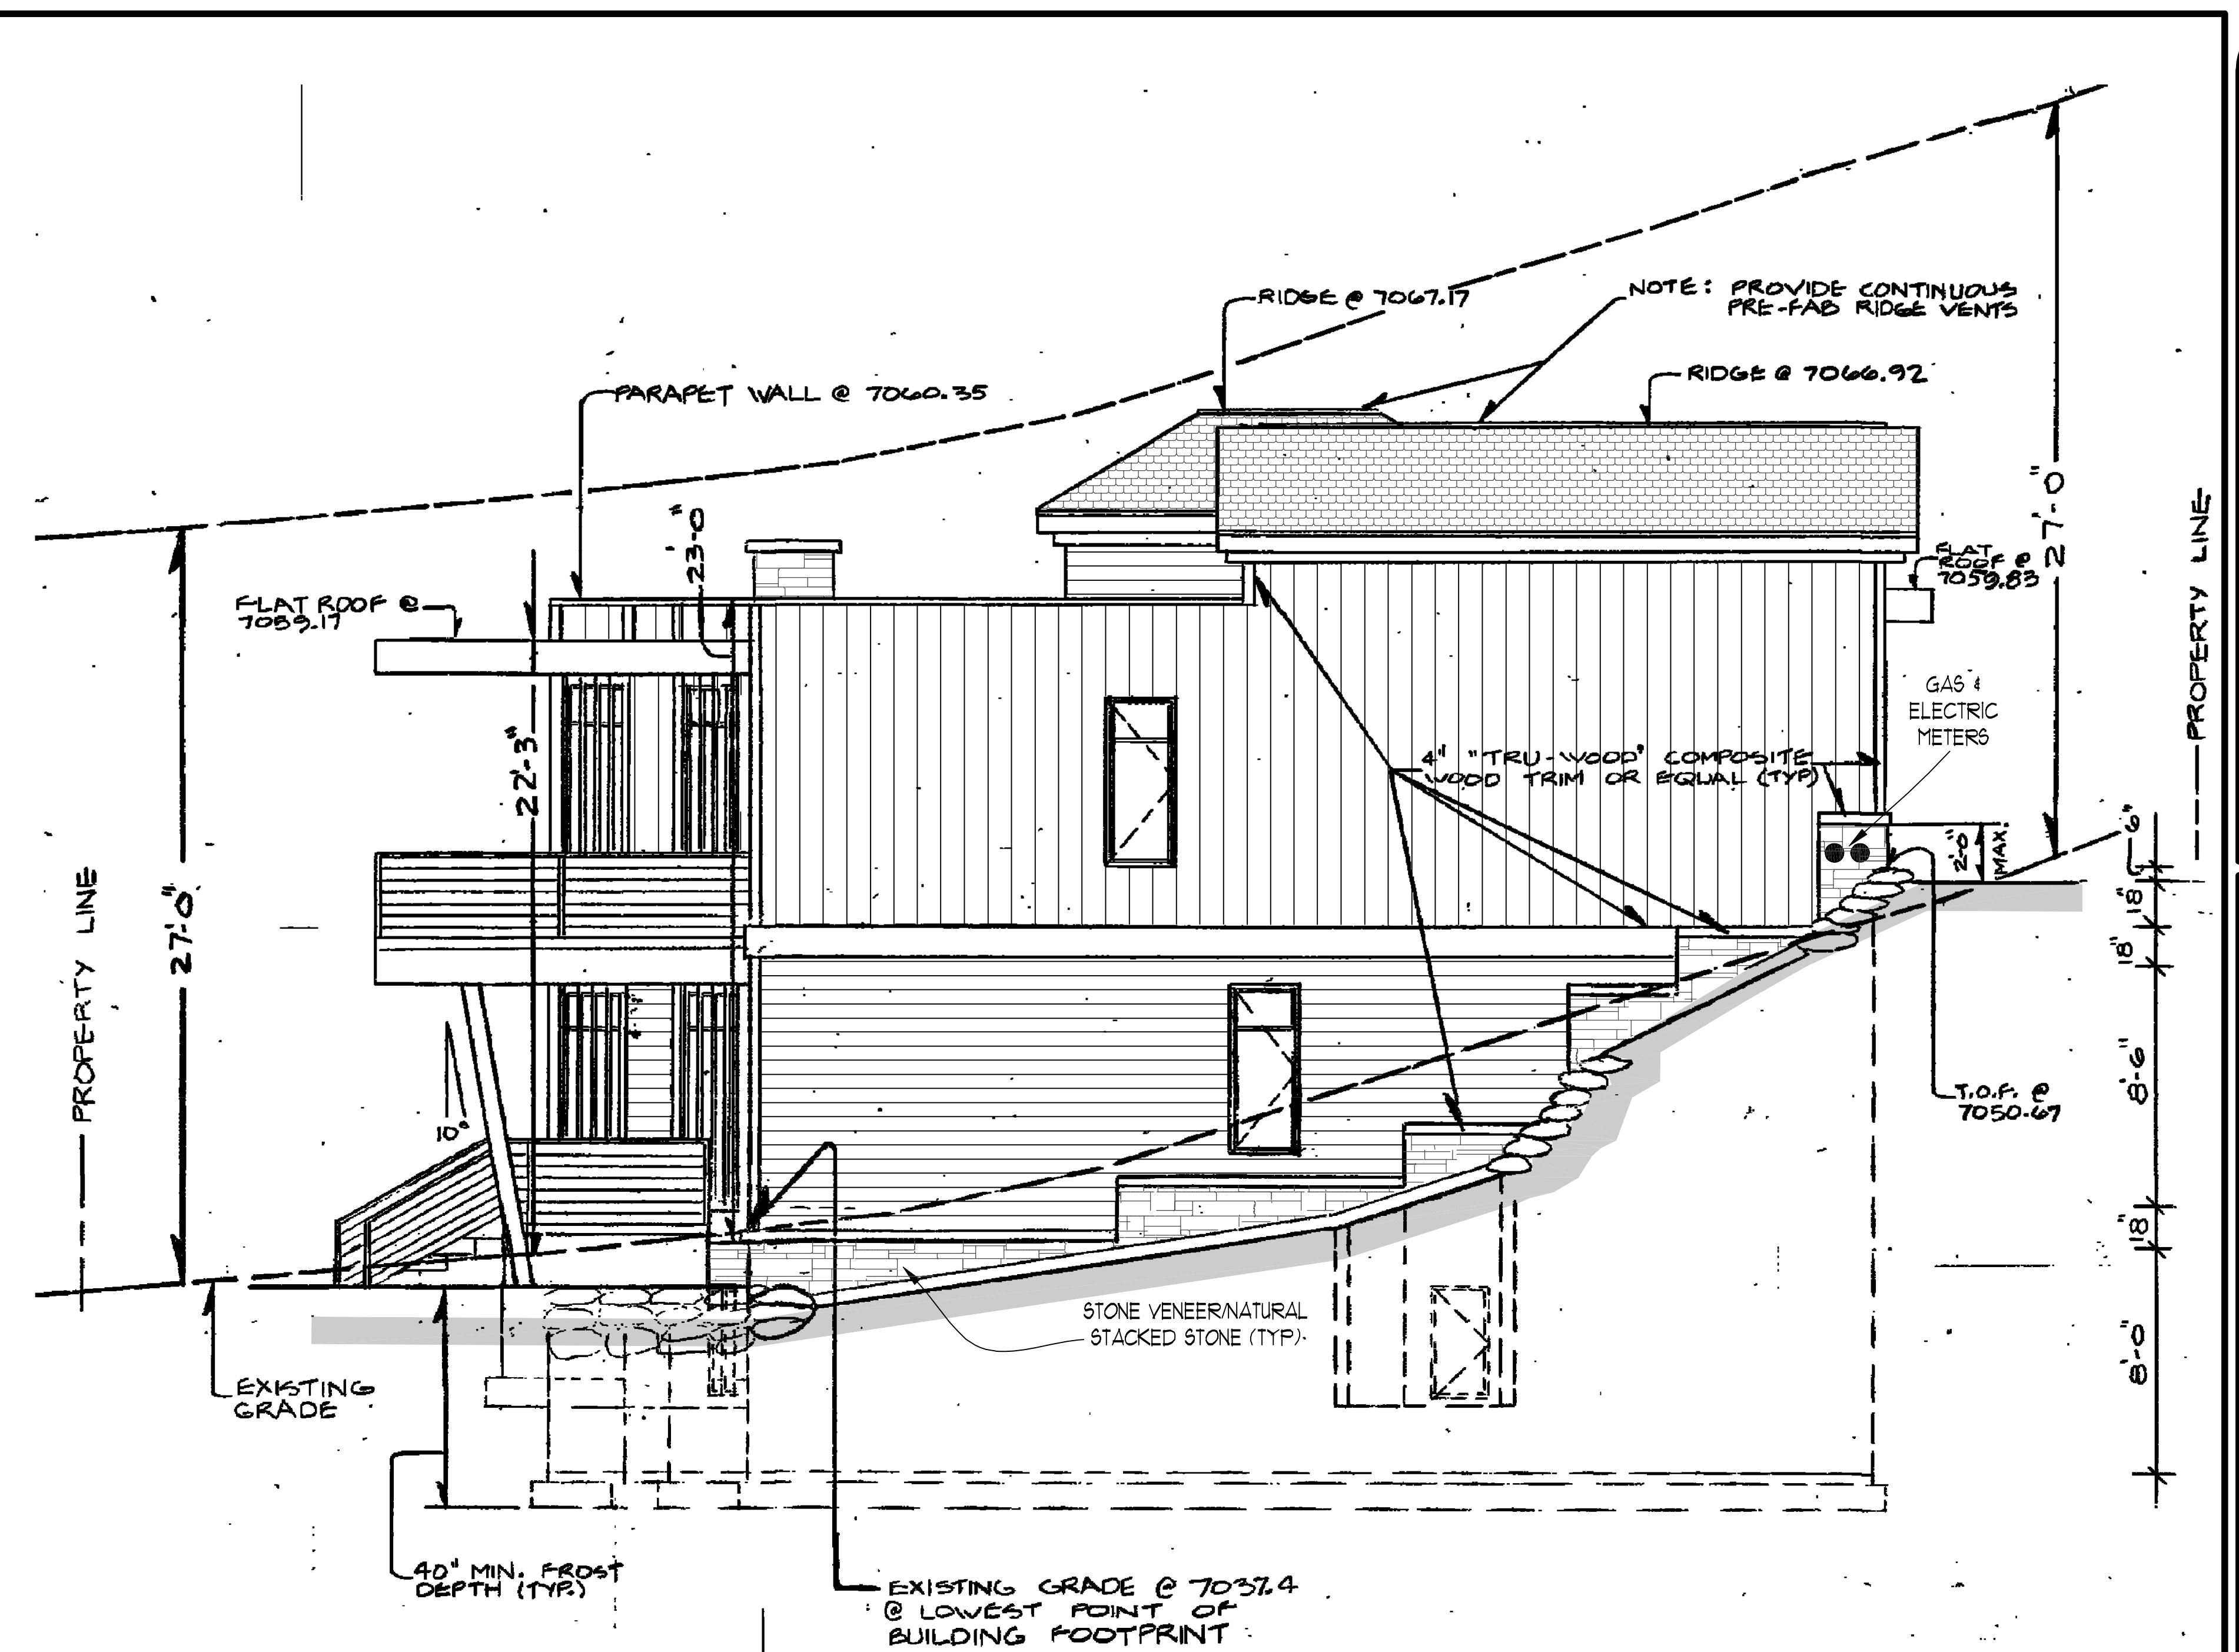 RIDGE @ 7067.17
NOTE: PROVIDE CONTINUOUS
PRE-FAB RIDGE VENTS
RIDGE @ 7066.92
PARAPET WALL @ 7060.35
27'-0"
23'-0"
FLAT
ROOF @
7059.83
PROPERTY LINE
FLAT ROOF @
7059.17
GAS &
ELECTRIC
METERS
22'-3"
4" "TRU-WOOD" COMPOSITE
WOOD TRIM OR EQUAL (TYP)
2'-0"
MAX.
6"
18"
18"
8'-6"
18"
8'-0"
27'-0"
PROPERTY LINE
10°
T.O.F. @
7050.67
STONE VENEER/NATURAL
STACKED STONE (TYP).
EXISTING
GRADE
40" MIN. FROST
DEPTH (TYP.)
EXISTING GRADE @ 7037.4
@ LOWEST POINT OF
BUILDING FOOTPRINT